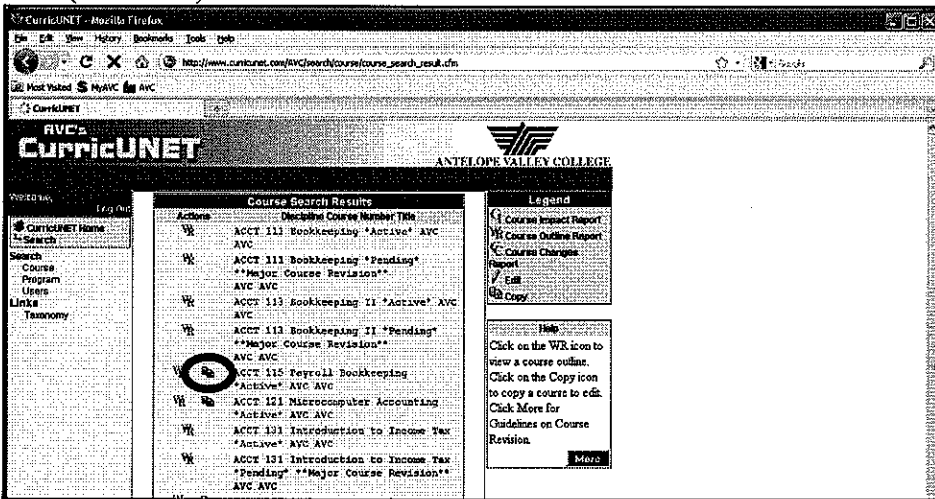 CurricUNET - Mozilla Firefox
File Edit View History Bookmarks Tools Help
http://www.curricunet.com/AVC/search/course/course_search_result.cfm
Most Visited MyAVC AVC
CurricUNET
AVC's
CurricUNET
ANTELOPE VALLEY COLLEGE
Welcome,
Log Out
CurricUNET Home
Search
Search
Course
Program
Users
Links
Taxonomy
Course Search Results
Actions Discipline Course Number Title
WR ACCT 111 Bookkeeping *Active* AVC
AVC
WR ACCT 111 Bookkeeping *Pending*
**Major Course Revision**
AVC AVC
WR ACCT 113 Bookkeeping II *Active* AVC
AVC
WR ACCT 113 Bookkeeping II *Pending*
**Major Course Revision**
AVC AVC
ACCT 115 Payroll Bookkeeping
*Active* AVC AVC
WR ACCT 121 Microcomputer Accounting
*Active* AVC AVC
WR ACCT 131 Introduction to Income Tax
*Active* AVC AVC
WR ACCT 131 Introduction to Income Tax
*Pending* **Major Course Revision**
AVC AVC
Legend
Course Impact Report
WR Course Outline Report
Course Changes
Report
Edit
Copy
Help
Click on the WR icon to
view a course outline.
Click on the Copy icon
to copy a course to edit.
Click More for
Guidelines on Course
Revision.
More